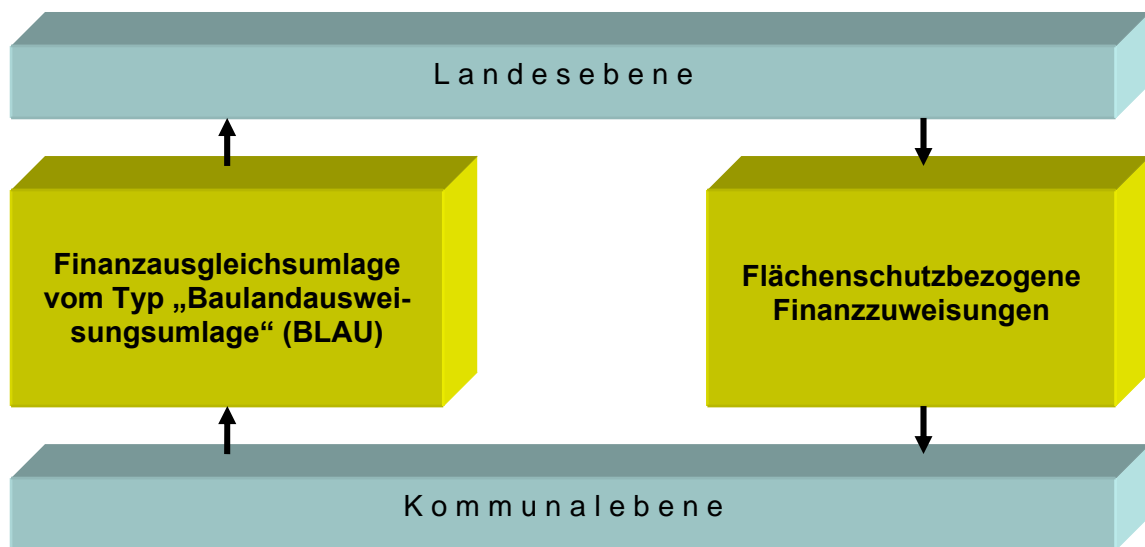 Landesebene
Finanzausgleichsumlage
vom Typ „Baulandauswei-
sungsumlage“ (BLAU)
Flächenschutzbezogene
Finanzzuweisungen
Kommunalebene